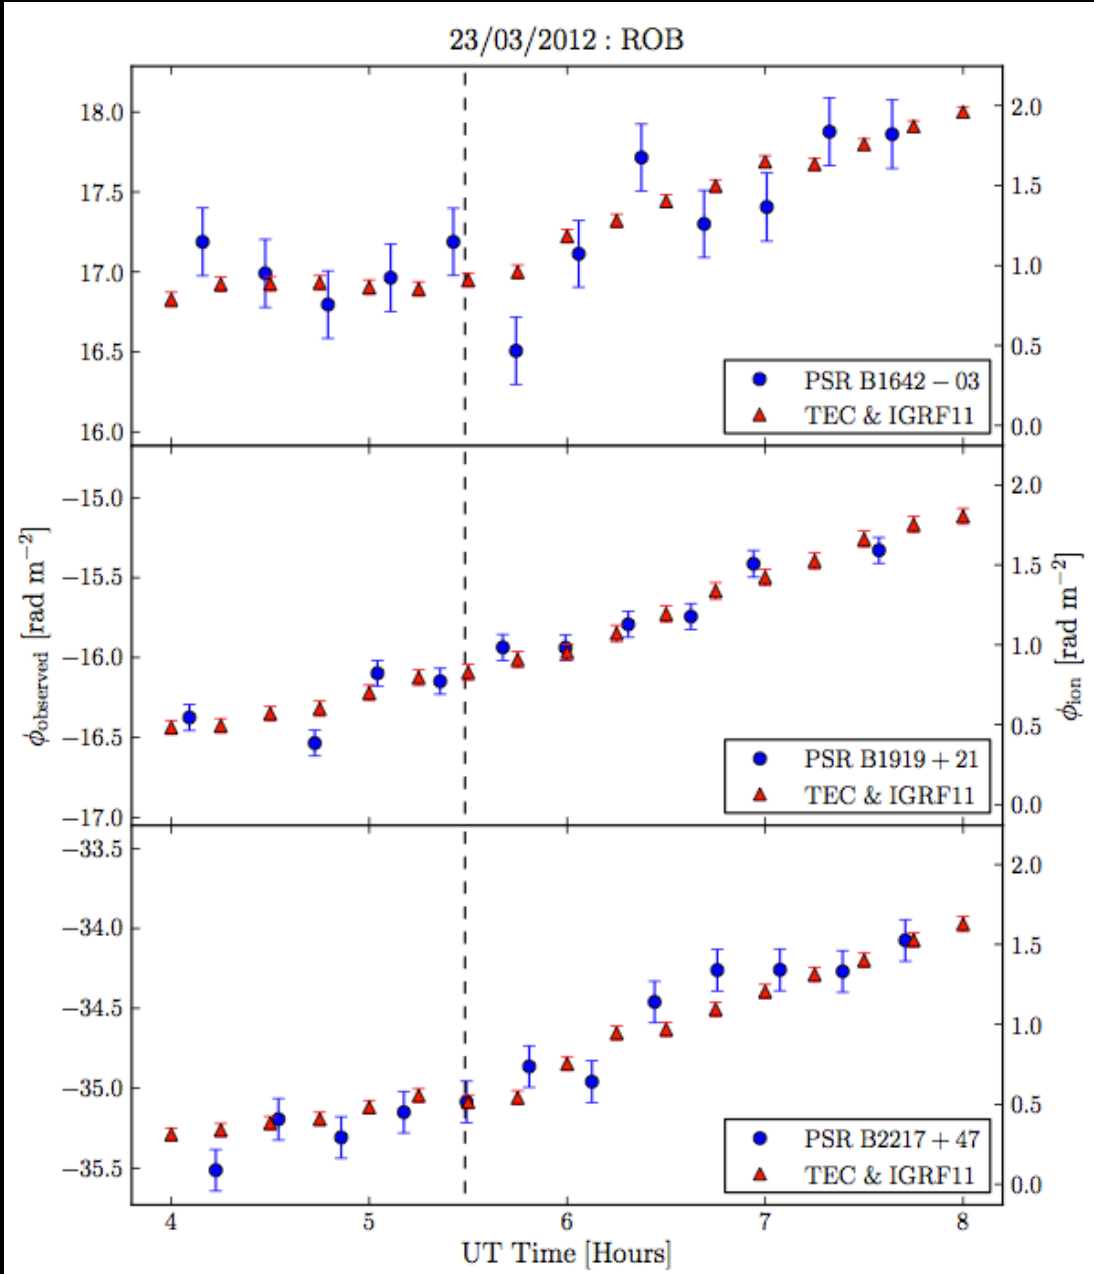 23/03/2012 : ROB
18.0
17.5
17.0
16.5
16.0
2.0
1.5
1.0
0.5
0.0
PSR B1642 − 03
TEC & IGRF11
−15.0
−15.5
−16.0
−16.5
−17.0
2.0
1.5
1.0
0.5
0.0
PSR B1919 + 21
TEC & IGRF11
ϕobserved [rad m−2]
ϕion [rad m−2]
−33.5
−34.0
−34.5
−35.0
−35.5
2.0
1.5
1.0
0.5
0.0
PSR B2217 + 47
TEC & IGRF11
4 5 6 7 8
UT Time [Hours]